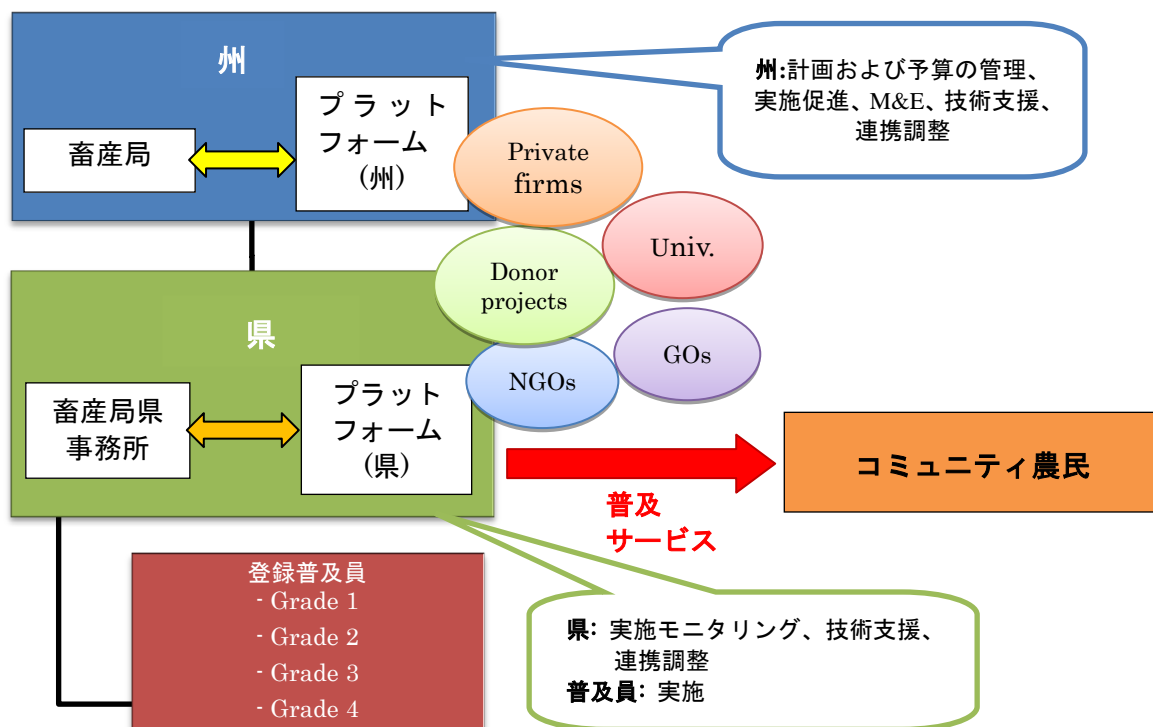 州
畜産局
プラット
フォーム
(州)
州:計画および予算の管理、
実施促進、M&E、技術支援、
連携調整
Private
firms
Univ.
Donor
projects
GOs
NGOs
県
畜産局県
事務所
プラット
フォーム
(県)
普及
サービス
コミュニティ農民
登録普及員
- Grade 1
- Grade 2
- Grade 3
- Grade 4
県: 実施モニタリング、技術支援、
連携調整
普及員: 実施